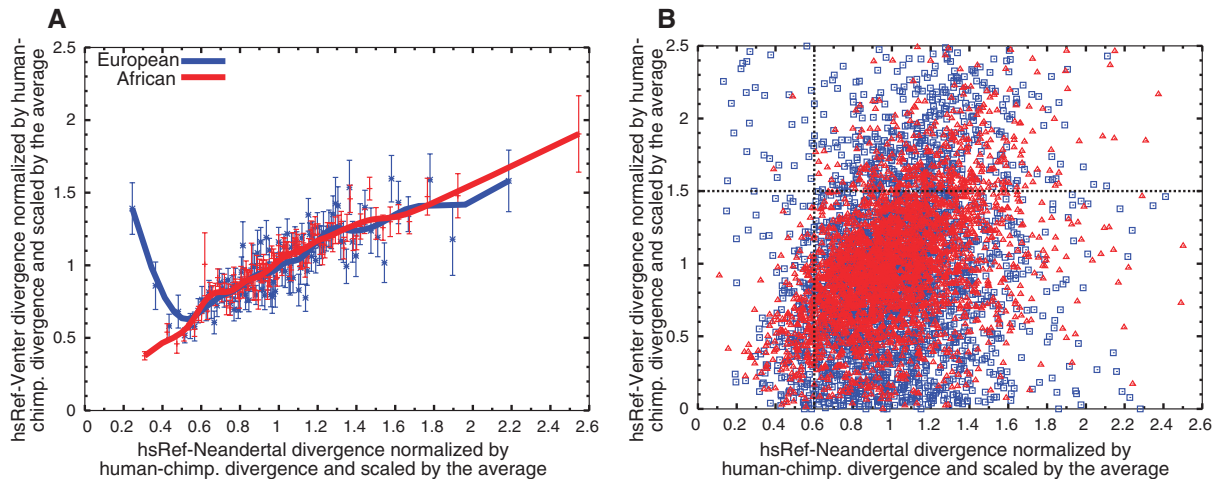 A
hsRef-Venter divergence normalized by human-
chimp. divergence and scaled by the average
European
African
2.5
2
1.5
1
0.5
0
0 0.2 0.4 0.6 0.8 1.0 1.2 1.4 1.6 1.8 2.0 2.2 2.4 2.6
hsRef-Neandertal divergence normalized by
human-chimp. divergence and scaled by the average
B
hsRef-Venter divergence normalized by human-
chimp. divergence and scaled by the average
2.5
2
1.5
1
0.5
0
0 0.2 0.4 0.6 0.8 1.0 1.2 1.4 1.6 1.8 2.0 2.2 2.4 2.6
hsRef-Neandertal divergence normalized by
human-chimp. divergence and scaled by the average